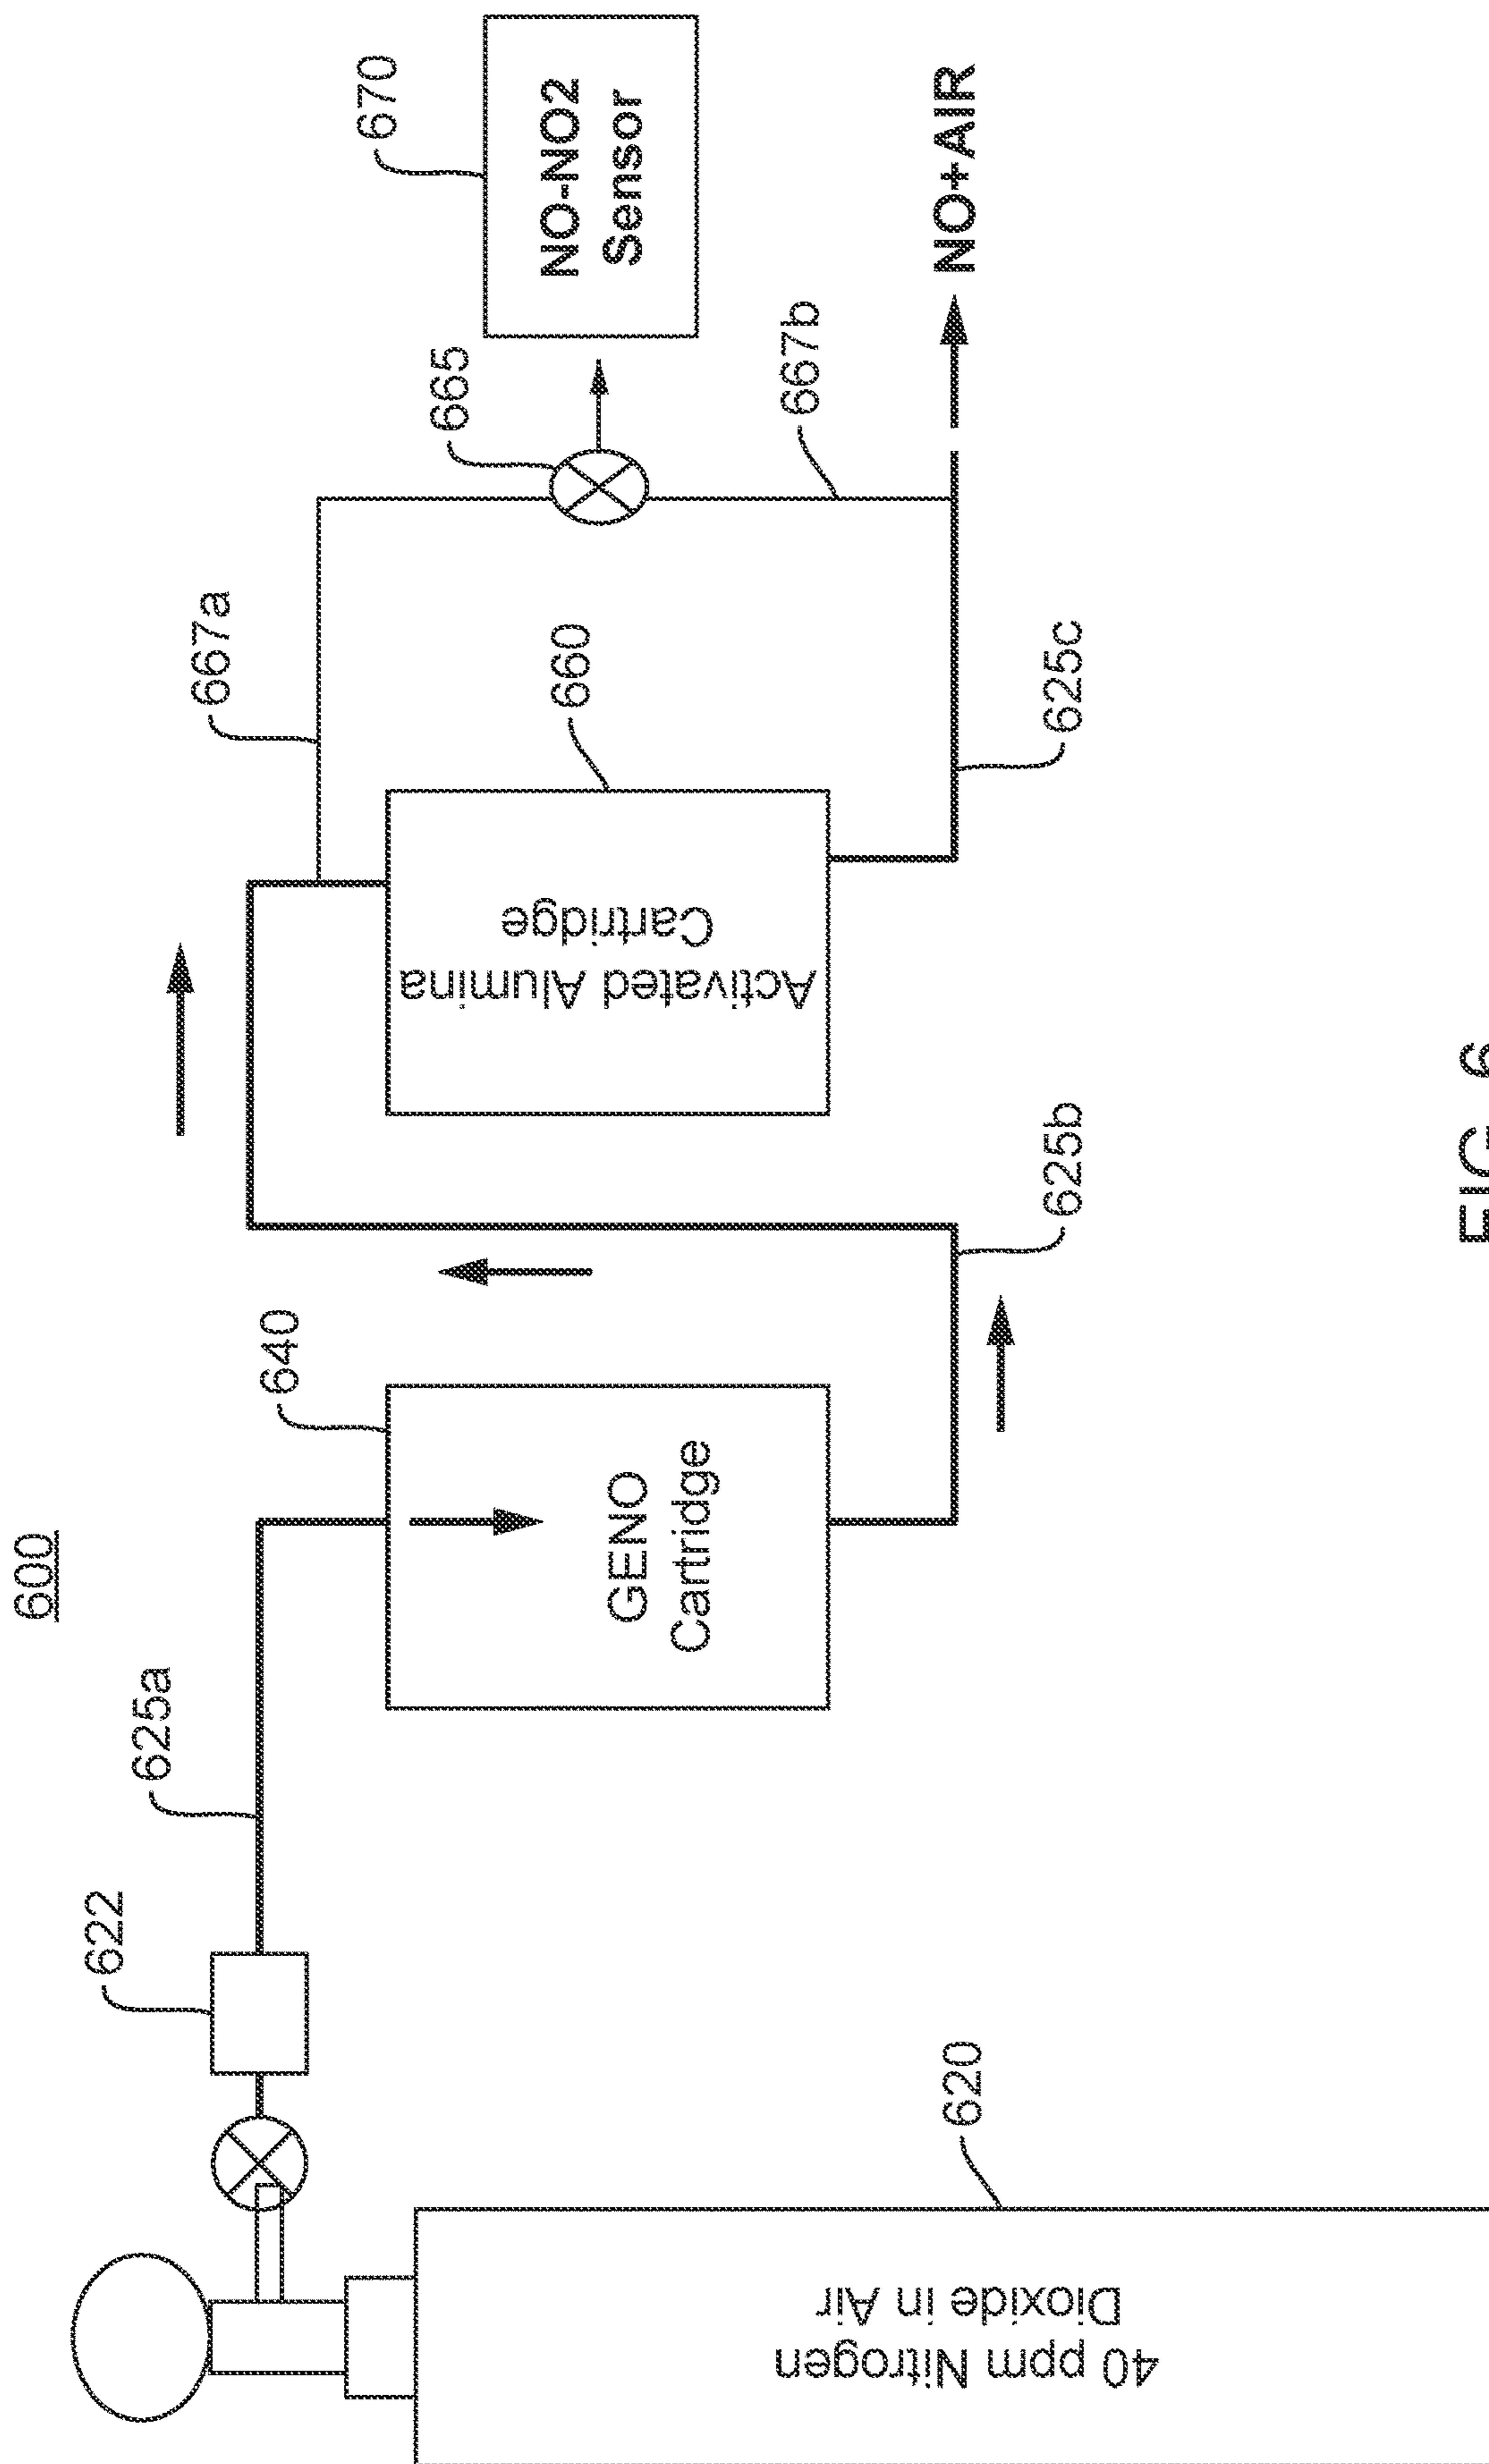 600
622
625a
640
GENO
Cartridge
620
40 ppm Nitrogen
Dioxide in Air
625b
667a
660
Activated Alumina
Cartridge
625c
665
667b
670
NO-NO2
Sensor
NO+AIR
FIG. 6